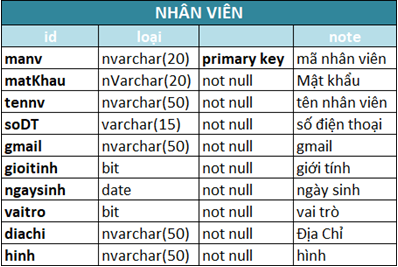 NHÂN VIÊN
id loại note
manv nvarchar(20) primary key mã nhân viên
matKhau nVarchar(20) not null Mật khẩu
tennv nvarchar(50) not null tên nhân viên
soDT varchar(15) not null số điện thoại
gmail nvarchar(50) not null gmail
gioitinh bit not null giới tính
ngaysinh date not null ngày sinh
vaitro bit not null vai trò
diachi nvarchar(50) not null Địa Chỉ
hinh nvarchar(50) not null hình